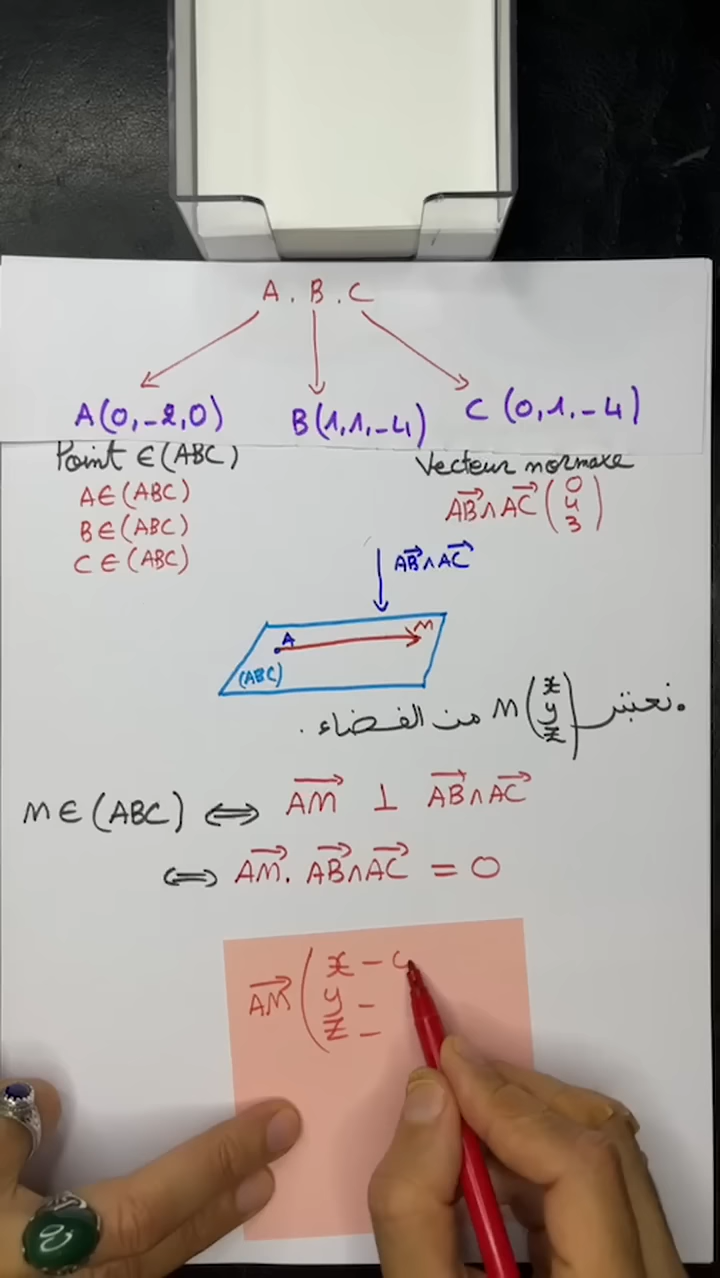 A . B . C
A(0,-2,0) B(1,1,-4) C(0,1,-4)
Point ∈(ABC) Vecteur normale
A∈(ABC)
B∈(ABC)
C∈(ABC)
AB∧AC (0 4 3)
AB∧AC
A M
(ABC)
نعتبر M(x y z) من الفضاء.
M∈(ABC) ⇔ AM ⊥ AB∧AC
⇔ AM. AB∧AC = 0
AM (x -
y -
z -